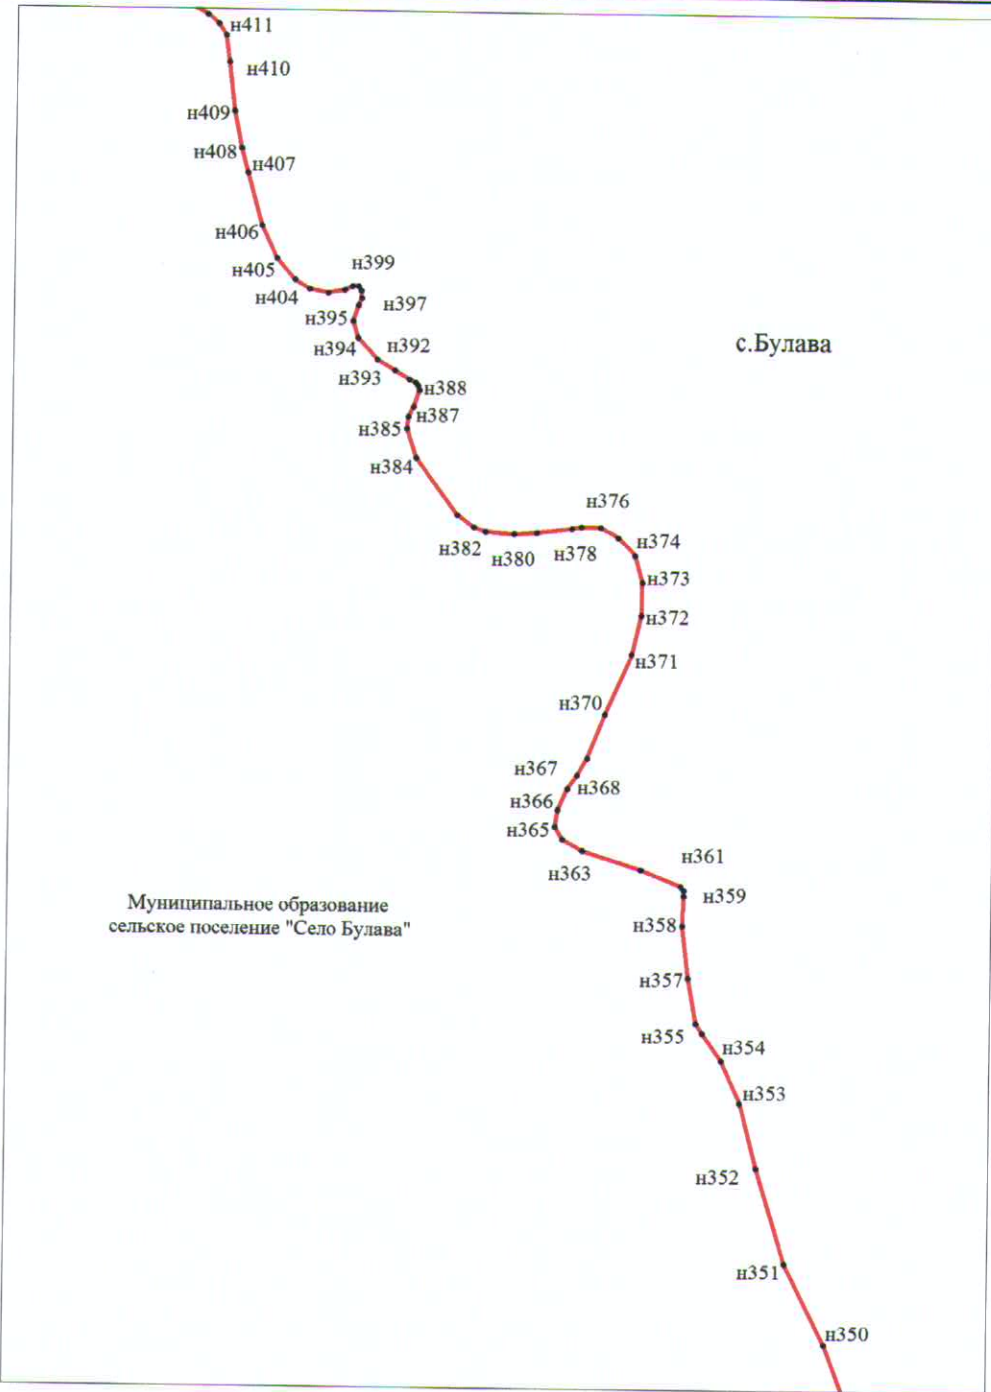 н411
н410
н409
н408
н407
н406
н405
н399
н404
н397
н395
н394
н392
с.Булава
н393
н388
н387
н385
н384
н376
н382
н380
н378
н374
н373
н372
н371
н370
н367
н368
н366
н365
н363
н361
н359
Муниципальное образование
сельское поселение "Село Булава"
н358
н357
н355
н354
н353
н352
н351
н350